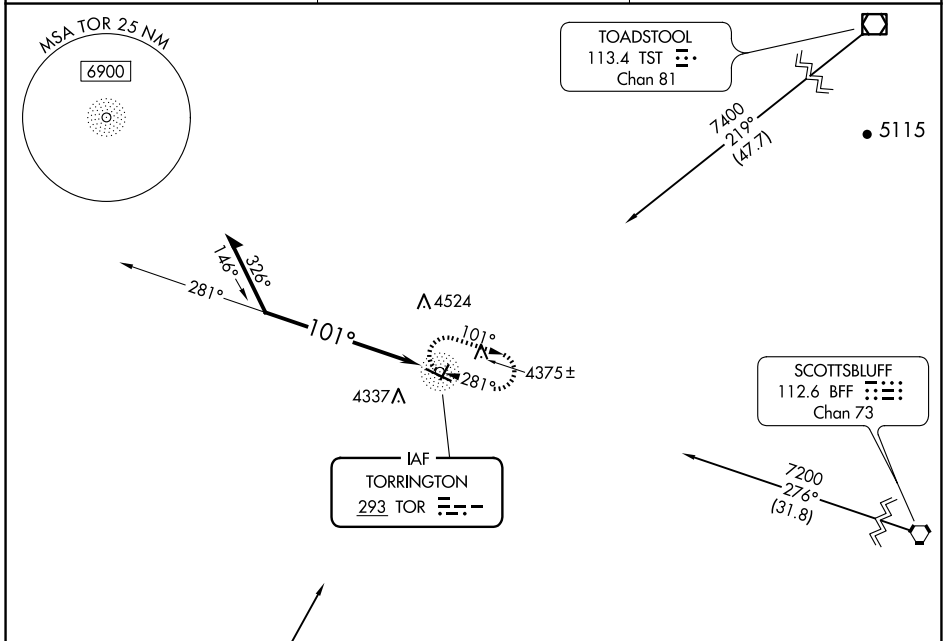 MSA TOR 25 NM
6900
TOADSTOOL
113.4 TST
Chan 81
7400
219°
(47.7)
5115
326°
146°
281°
101°
4524
101°
281°
4375±
4337
IAF
TORRINGTON
293 TOR
SCOTTSBLUFF
112.6 BFF
Chan 73
7200
276°
(31.8)